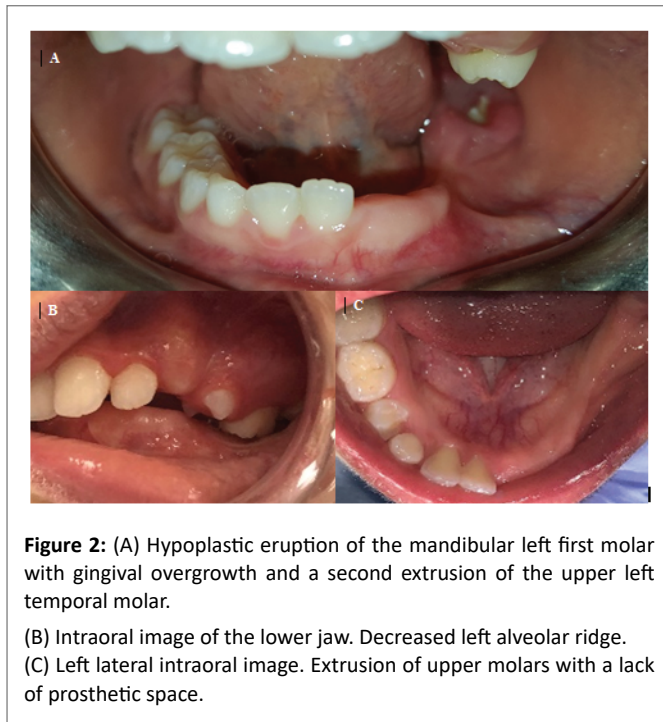 A
B
C
Figure 2: (A) Hypoplastic eruption of the mandibular left first molar
with gingival overgrowth and a second extrusion of the upper left
temporal molar.
(B) Intraoral image of the lower jaw. Decreased left alveolar ridge.
(C) Left lateral intraoral image. Extrusion of upper molars with a lack
of prosthetic space.